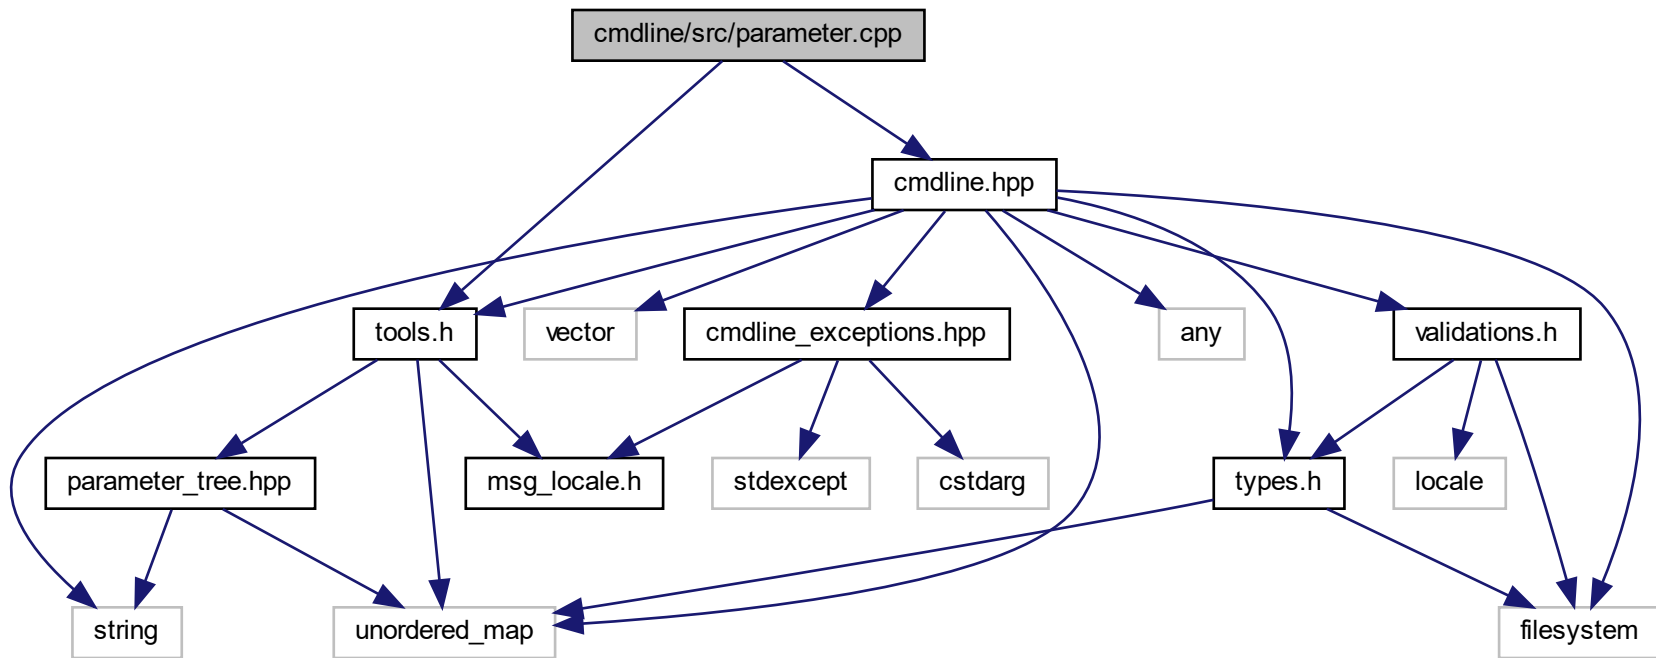 cmdline/src/parameter.cpp
cmdline.hpp
tools.h
vector
cmdline_exceptions.hpp
any
validations.h
parameter_tree.hpp
msg_locale.h
stdexcept
cstdarg
types.h
locale
string
unordered_map
filesystem